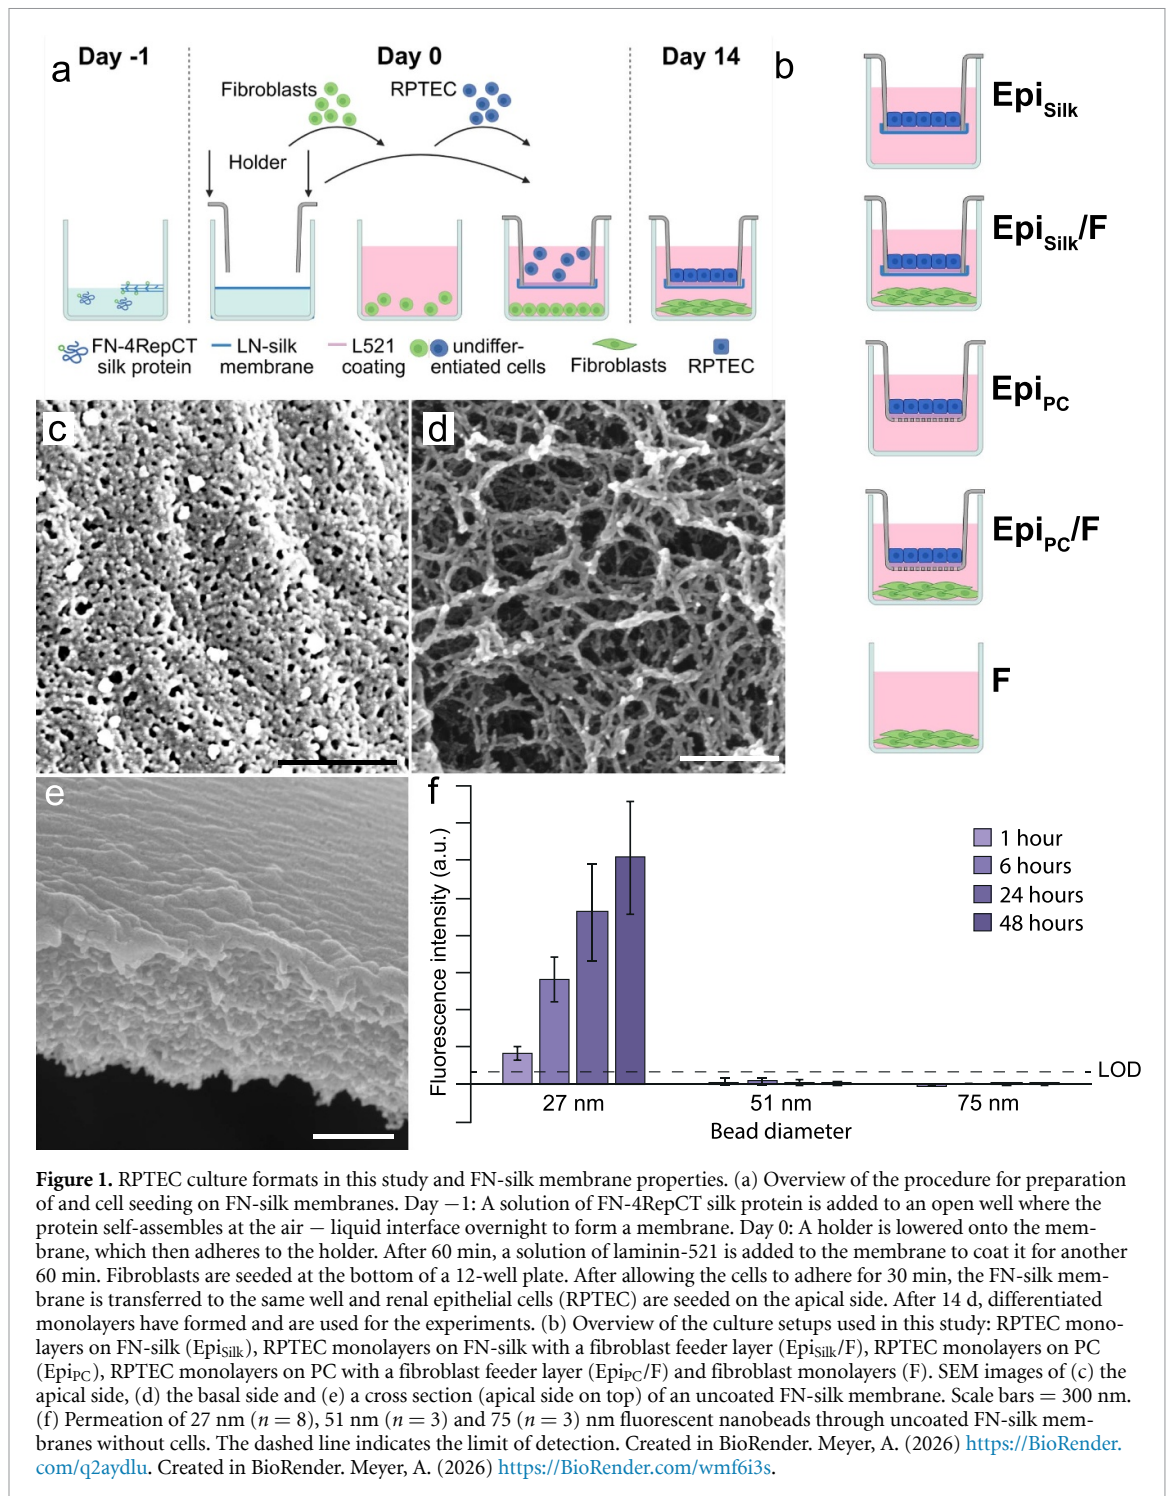 a
Day -1
Day 0
Day 14
b
Fibroblasts
RPTEC
Holder
FN-4RepCT
silk protein
LN-silk
membrane
L521
coating
undiffer-
entiated cells
Fibroblasts
RPTEC
EpiSilk
EpiSilk/F
EpiPC
EpiPC/F
F
c
d
e
f
Fluorescence intensity (a.u.)
1 hour
6 hours
24 hours
48 hours
LOD
27 nm
51 nm
75 nm
Bead diameter
Figure 1. RPTEC culture formats in this study and FN-silk membrane properties. (a) Overview of the procedure for preparation
of and cell seeding on FN-silk membranes. Day −1: A solution of FN-4RepCT silk protein is added to an open well where the
protein self-assembles at the air − liquid interface overnight to form a membrane. Day 0: A holder is lowered onto the mem-
brane, which then adheres to the holder. After 60 min, a solution of laminin-521 is added to the membrane to coat it for another
60 min. Fibroblasts are seeded at the bottom of a 12-well plate. After allowing the cells to adhere for 30 min, the FN-silk mem-
brane is transferred to the same well and renal epithelial cells (RPTEC) are seeded on the apical side. After 14 d, differentiated
monolayers have formed and are used for the experiments. (b) Overview of the culture setups used in this study: RPTEC mono-
layers on FN-silk (EpiSilk), RPTEC monolayers on FN-silk with a fibroblast feeder layer (EpiSilk/F), RPTEC monolayers on PC
(EpiPC), RPTEC monolayers on PC with a fibroblast feeder layer (EpiPC/F) and fibroblast monolayers (F). SEM images of (c) the
apical side, (d) the basal side and (e) a cross section (apical side on top) of an uncoated FN-silk membrane. Scale bars = 300 nm.
(f) Permeation of 27 nm (n = 8), 51 nm (n = 3) and 75 (n = 3) nm fluorescent nanobeads through uncoated FN-silk mem-
branes without cells. The dashed line indicates the limit of detection. Created in BioRender. Meyer, A. (2026) https://BioRender.
com/q2aydlu. Created in BioRender. Meyer, A. (2026) https://BioRender.com/wmf6i3s.